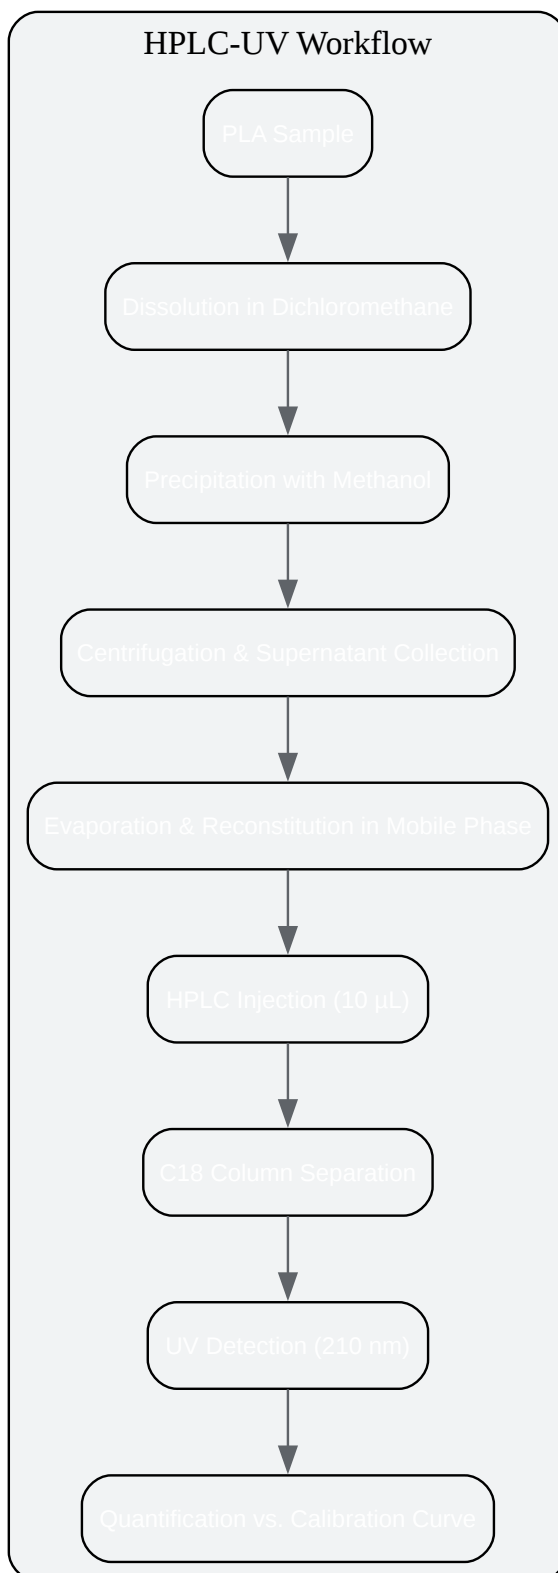 HPLC-UV Workflow
PLA Sample
Dissolution in Dichloromethane
Precipitation with Methanol
Centrifugation & Supernatant Collection
Evaporation & Reconstitution in Mobile Phase
HPLC Injection (10 µL)
C18 Column Separation
UV Detection (210 nm)
Quantification vs. Calibration Curve